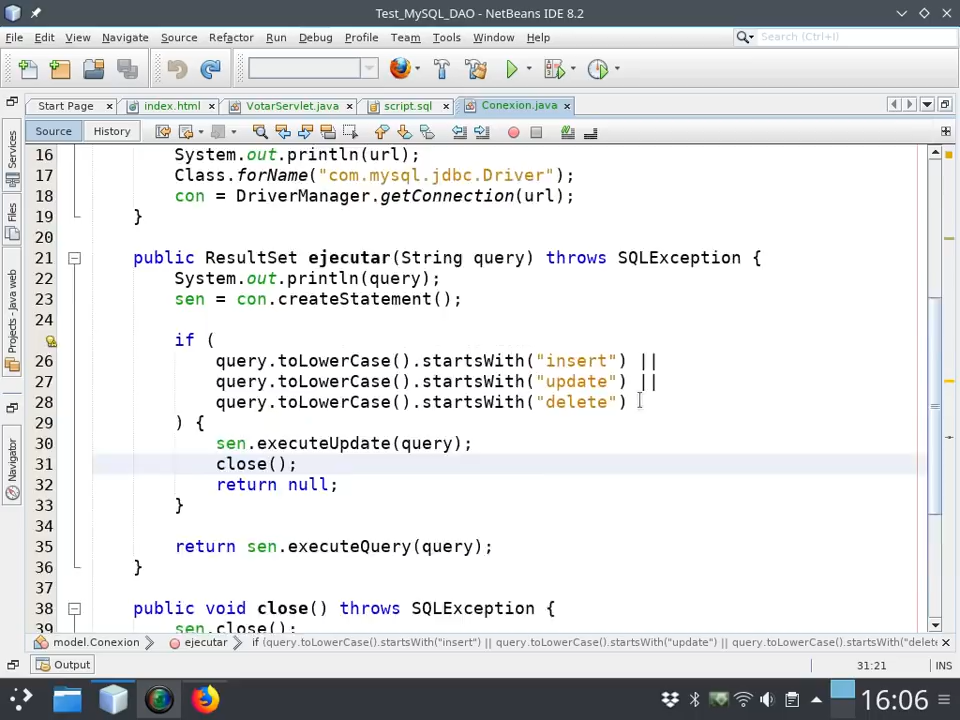 Test_MySQL_DAO - NetBeans IDE 8.2
File Edit View Navigate Source Refactor Run Debug Profile Team Tools Window Help
Search (Ctrl+I)
Start Page index.html VotarServlet.java script.sql Conexion.java
Source History
Services
Files
Projects - Java web
Navigator
16 System.out.println(url);
17 Class.forName("com.mysql.jdbc.Driver");
18 con = DriverManager.getConnection(url);
19 }
20
21 public ResultSet ejecutar(String query) throws SQLException {
22 System.out.println(query);
23 sen = con.createStatement();
24
if (
26 query.toLowerCase().startsWith("insert") ||
27 query.toLowerCase().startsWith("update") ||
28 query.toLowerCase().startsWith("delete")
29 ) {
30 sen.executeUpdate(query);
31 close();
32 return null;
33 }
34
35 return sen.executeQuery(query);
36 }
37
38 public void close() throws SQLException {
39 sen.close();
model.Conexion ejecutar if (query.toLowerCase().startsWith("insert") || query.toLowerCase().startsWith("update") || query.toLowerCase().startsWith("delet
Output
31:21 INS
16:06